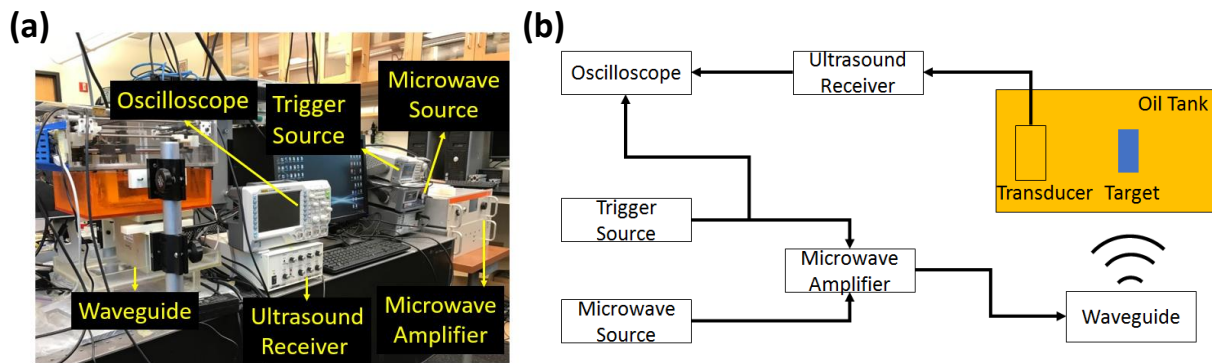 (a)
Oscilloscope
Trigger
Source
Microwave
Source
Waveguide
Ultrasound
Receiver
Microwave
Amplifier
(b)
Oscilloscope
Ultrasound
Receiver
Oil Tank
Transducer
Target
Trigger
Source
Microwave
Amplifier
Microwave
Source
Waveguide